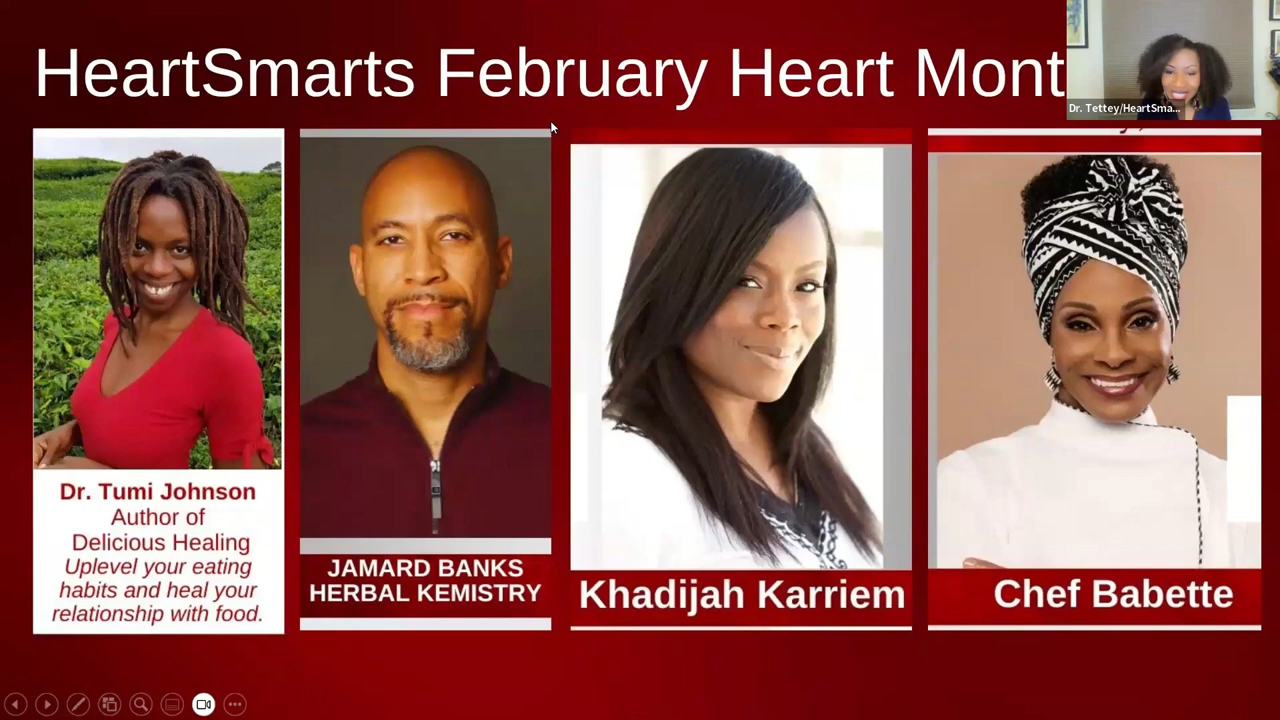 HeartSmarts February Heart Mont
Dr. Tettey/HeartSma...
Dr. Tumi Johnson
Author of
Delicious Healing
Uplevel your eating
habits and heal your
relationship with food.
JAMARD BANKS
HERBAL KEMISTRY
Khadijah Karriem
Chef Babette